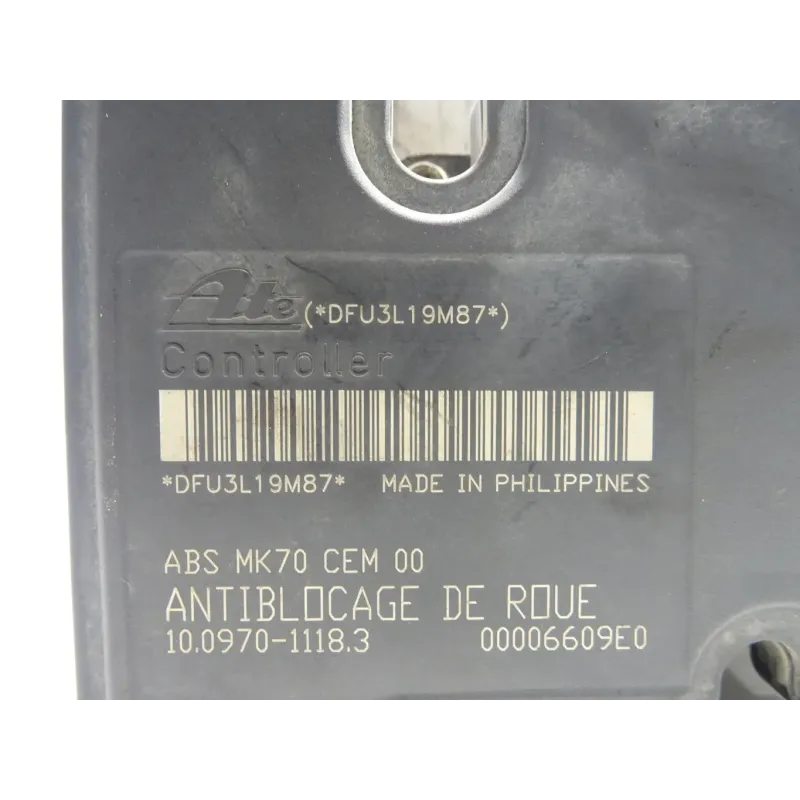 Ate (*DFU3L19M87*)
Controller
*DFU3L19M87* MADE IN PHILIPPINES
ABS MK70 CEM 00
ANTIBLOCAGE DE ROUE
10.0970-1118.3 00006609E0